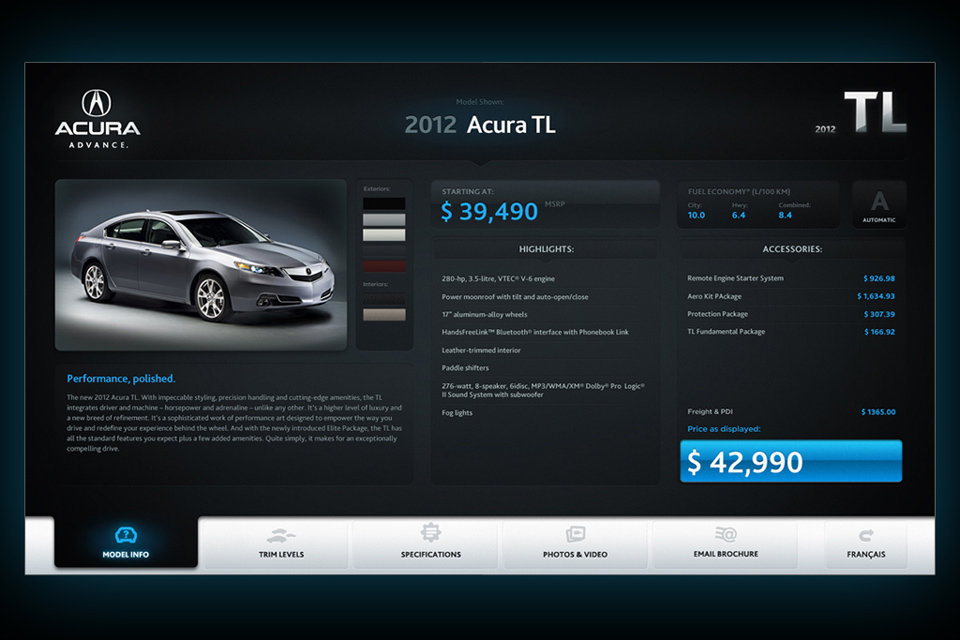 ACURA
ADVANCE.
Model Shown:
2012 Acura TL
2012 TL
Exteriors:
Interiors:
STARTING AT:
$ 39,490 MSRP
FUEL ECONOMY* (L/100 KM)
City: Hwy: Combined:
10.0 6.4 8.4
A
AUTOMATIC
HIGHLIGHTS:
280-hp, 3.5-litre, VTEC® V-6 engine
Power moonroof with tilt and auto-open/close
17" aluminum-alloy wheels
HandsFreeLink™ Bluetooth® interface with Phonebook Link
Leather-trimmed interior
Paddle shifters
276-watt, 8-speaker, 6idisc, MP3/WMA/XM® Dolby® Pro Logic®
II Sound System with subwoofer
Fog lights
ACCESSORIES:
Remote Engine Starter System $ 926.98
Aero Kit PAckage $ 1,634.93
Protection Package $ 307.39
TL Fundamental Package $ 166.92
Freight & PDI $ 1365.00
Price as displayed:
$ 42,990
Performance, polished.
The new 2012 Acura TL. With impeccable styling, precision handling and cutting-edge amenities, the TL
integrates driver and machine – horsepower and adrenaline – unlike any other. It's a higher level of luxury and
a new breed of refinement. It's a sophisticated work of performance art designed to empower the way you
drive and redefine your experience behind the wheel. And with the newly introduced Elite Package, the TL has
all the standard features you expect plus a few added amenities. Quite simply, it makes for an exceptionally
compelling drive.
MODEL INFO
TRIM LEVELS
SPECIFICATIONS
PHOTOS & VIDEO
EMAIL BROCHURE
FRANÇAIS